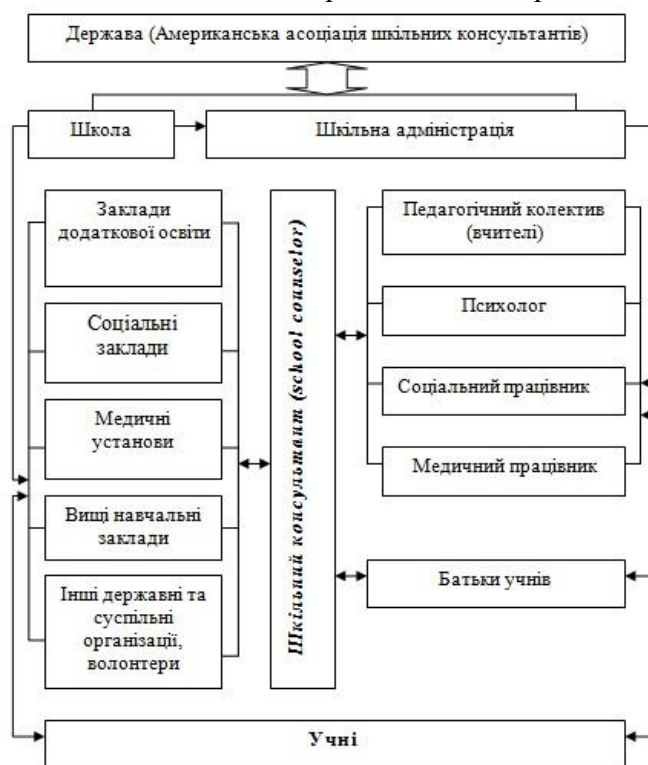 Держава (Американська асоціація шкільних консультантів)
Школа
Шкільна адміністрація
Заклади
додаткової освіти
Соціальні
заклади
Медичні
установи
Вищі навчальні
заклади
Інші державні та
суспільні
організації,
волонтери
Шкільний консультант (school counselor)
Педагогічний колектив
(вчителі)
Психолог
Соціальний працівник
Медичний працівник
Батьки учнів
Учні